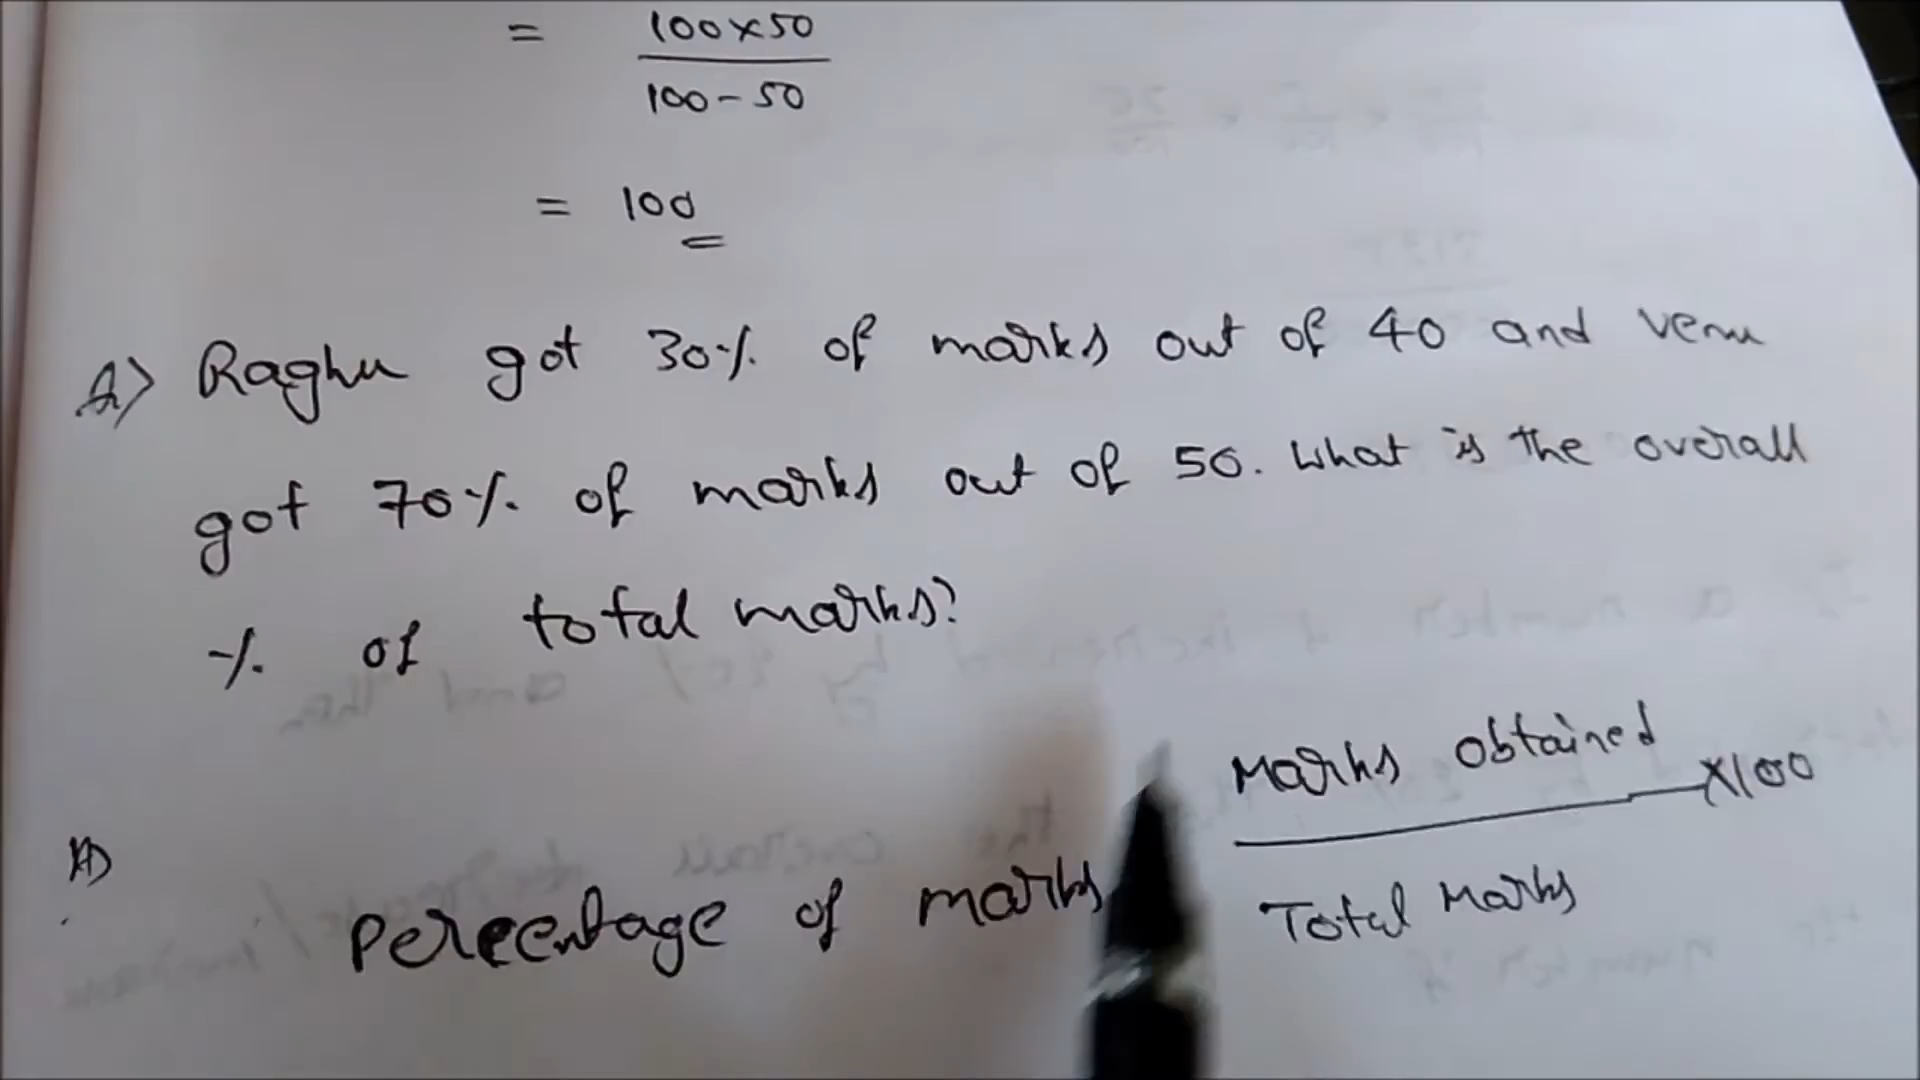 = 100×50
100-50
= 100
Q) Raghu got 30% of marks out of 40 and venu
got 70% of marks out of 50. What is the overall
% of total marks?
A) Percentage of marks
Marks Obtained ×100
Total Marks